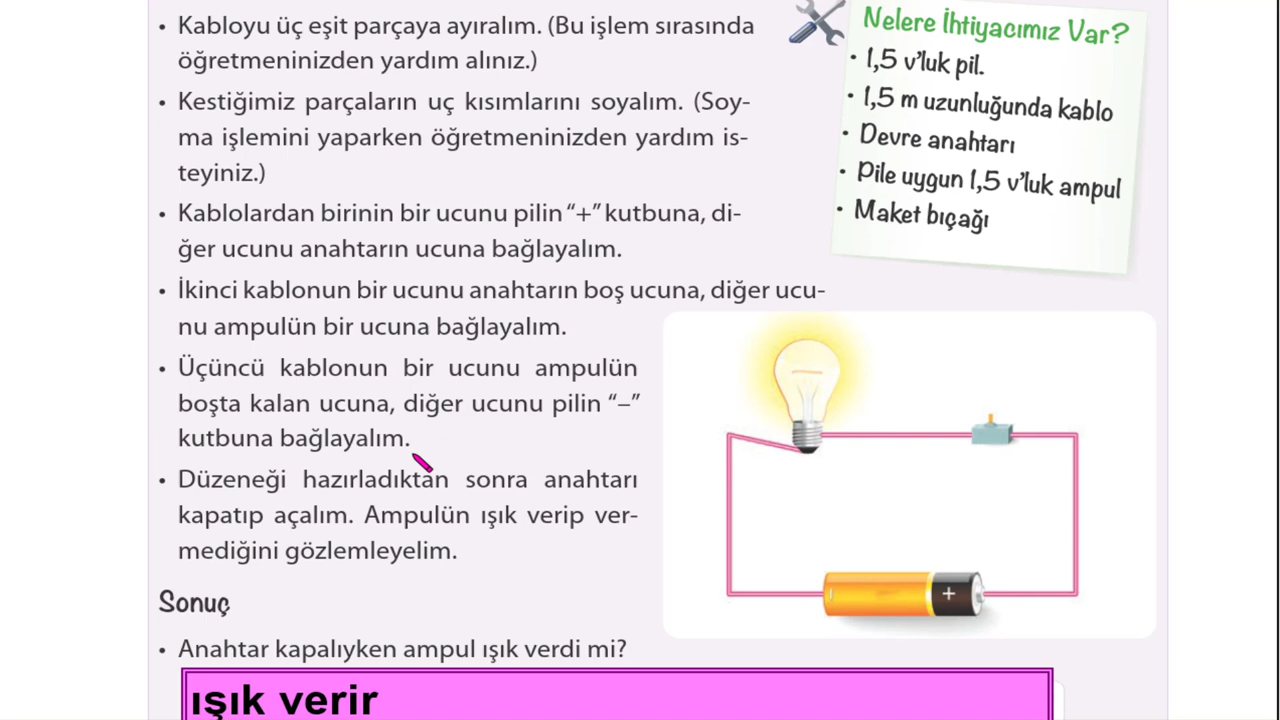 • Kabloyu üç eşit parçaya ayıralım. (Bu işlem sırasında
öğretmeninizden yardım alınız.)
• Kestiğimiz parçaların uç kısımlarını soyalım. (Soy-
ma işlemini yaparken öğretmeninizden yardım is-
teyiniz.)
• Kablolardan birinin bir ucunu pilin “+” kutbuna, di-
ğer ucunu anahtarın ucuna bağlayalım.
• İkinci kablonun bir ucunu anahtarın boş ucuna, diğer ucu-
nu ampulün bir ucuna bağlayalım.
• Üçüncü kablonun bir ucunu ampulün
boşta kalan ucuna, diğer ucunu pilin “–”
kutbuna bağlayalım.
• Düzeneği hazırladıktan sonra anahtarı
kapatıp açalım. Ampulün ışık verip ver-
mediğini gözlemleyelim.
Sonuç
• Anahtar kapalıyken ampul ışık verdi mi?
ışık verir
Nelere İhtiyacımız Var?
• 1,5 v’luk pil.
• 1,5 m uzunluğunda kablo
• Devre anahtarı
• Pile uygun 1,5 v’luk ampul
• Maket bıçağı
+